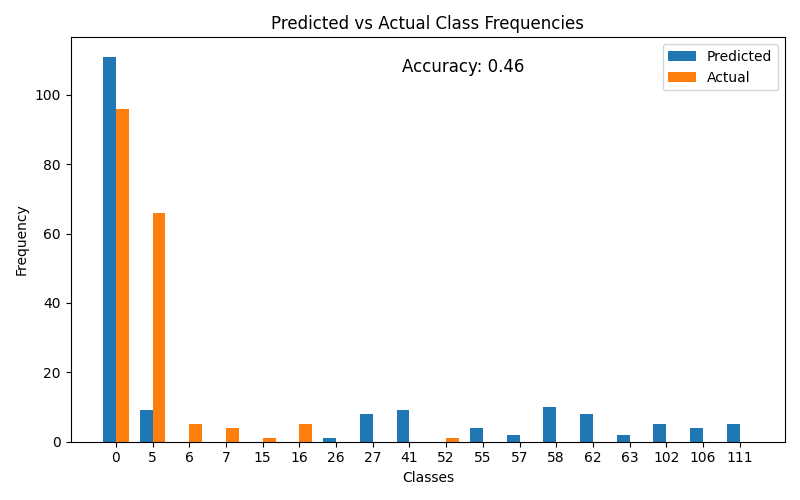 Predicted vs Actual Class Frequencies
Accuracy: 0.46
Predicted
Actual
Frequency
100
80
60
40
20
0
0 5 6 7 15 16 26 27 41 52 55 57 58 62 63 102 106 111
Classes